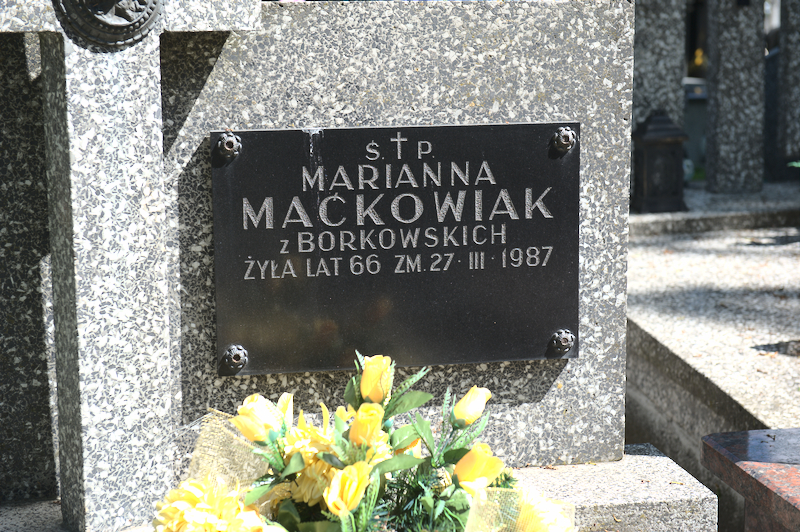 Ś. † P.
MARIANNA
MAĆKOWIAK
z BORKOWSKICH
ŻYŁA LAT 66 ZM. 27 · III · 1987